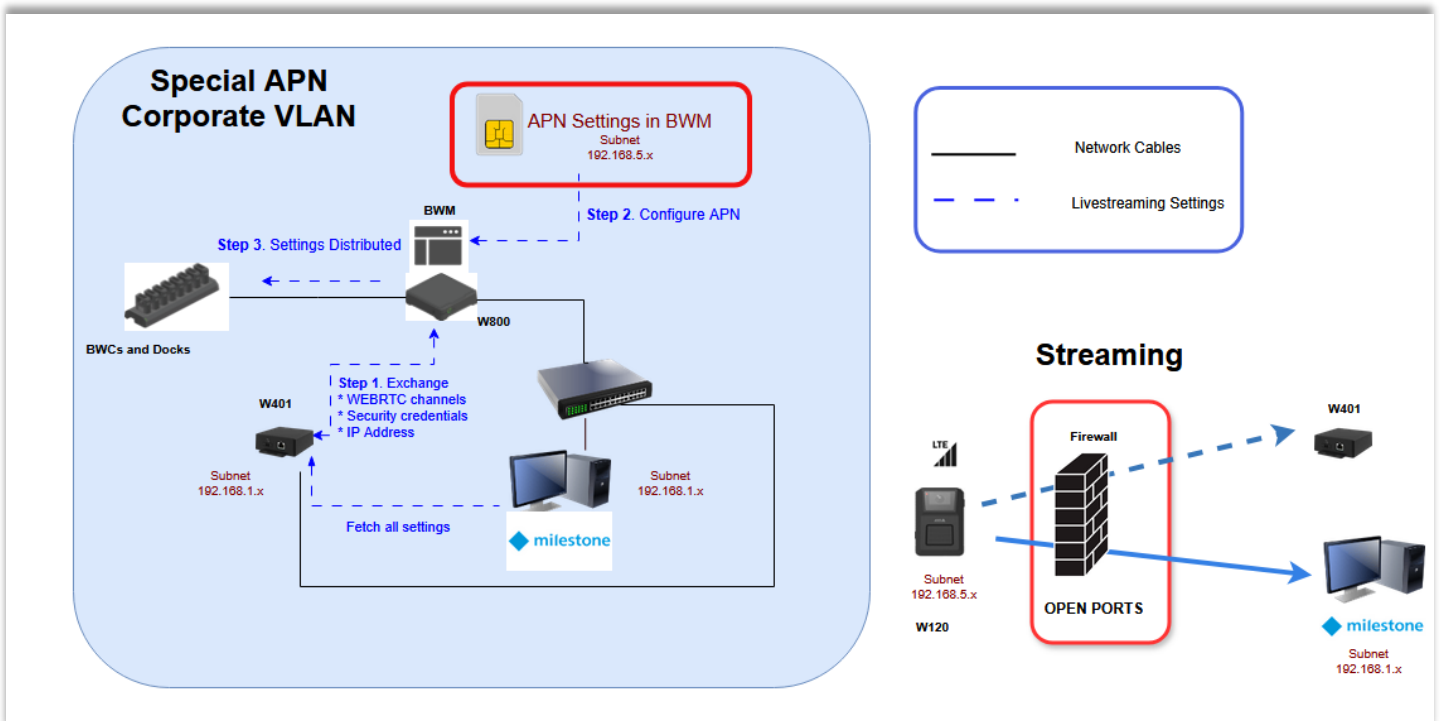 Special APN
Corporate VLAN
APN Settings in BWM
Subnet
192.168.5.x
Step 2. Configure APN
BWM
Step 3. Settings Distributed
W800
BWCs and Docks
Step 1. Exchange
* WEBRTC channels
* Security credentials
* IP Address
W401
Subnet
192.168.1.x
Subnet
192.168.1.x
Fetch all settings
milestone
Network Cables
Livestreaming Settings
Streaming
W401
Firewall
LTE
Subnet
192.168.5.x
W120
OPEN PORTS
milestone
Subnet
192.168.1.x